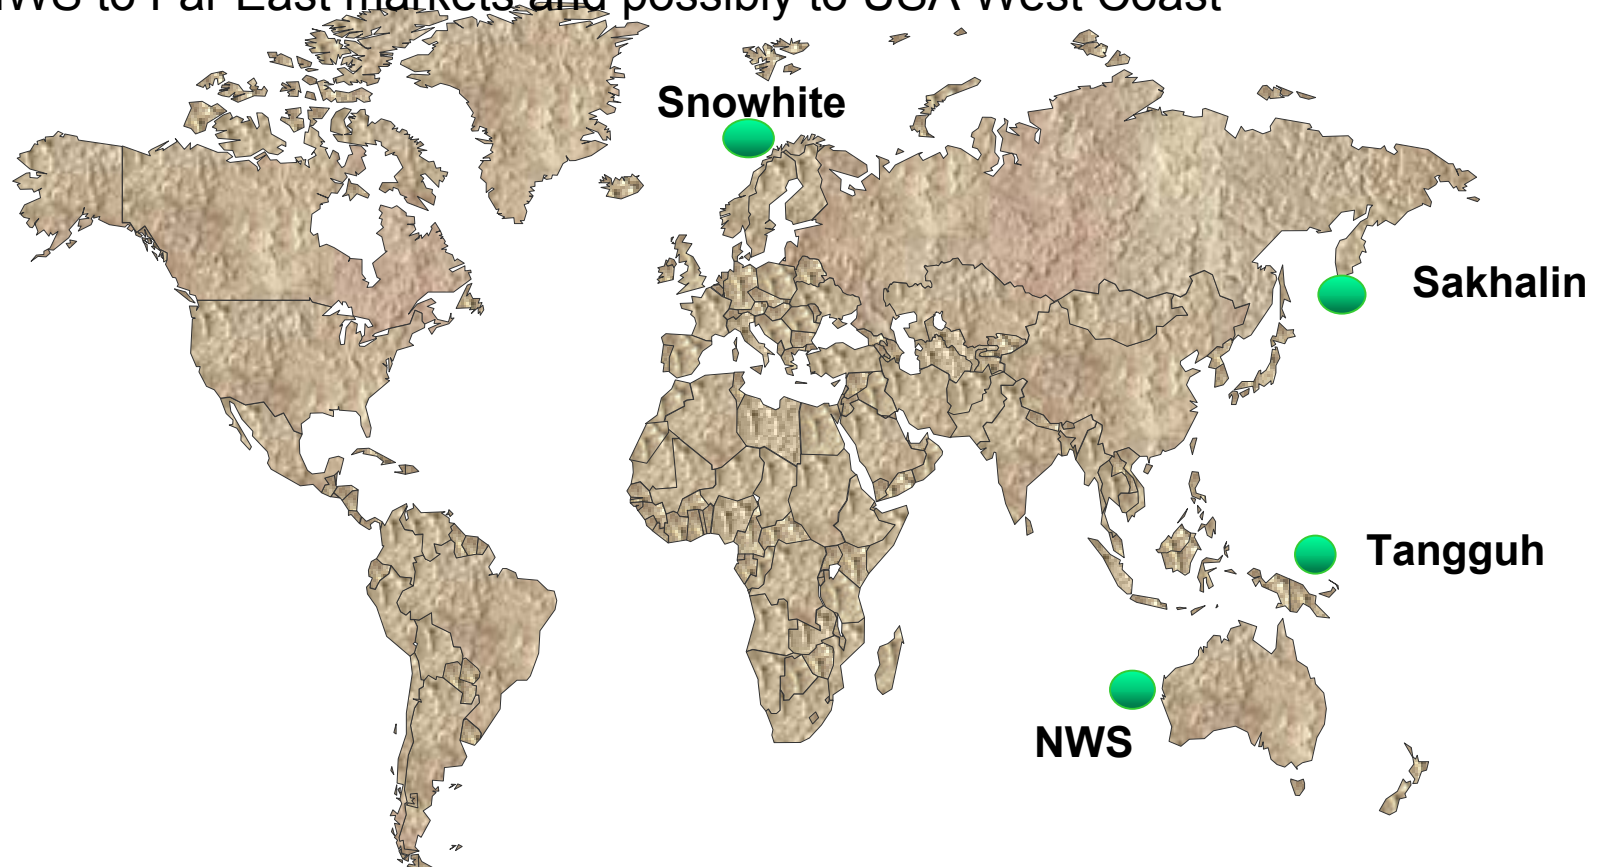 to Far East markets and possibly to USA West Coast
Snowhite
Sakhalin
Tangguh
NWS